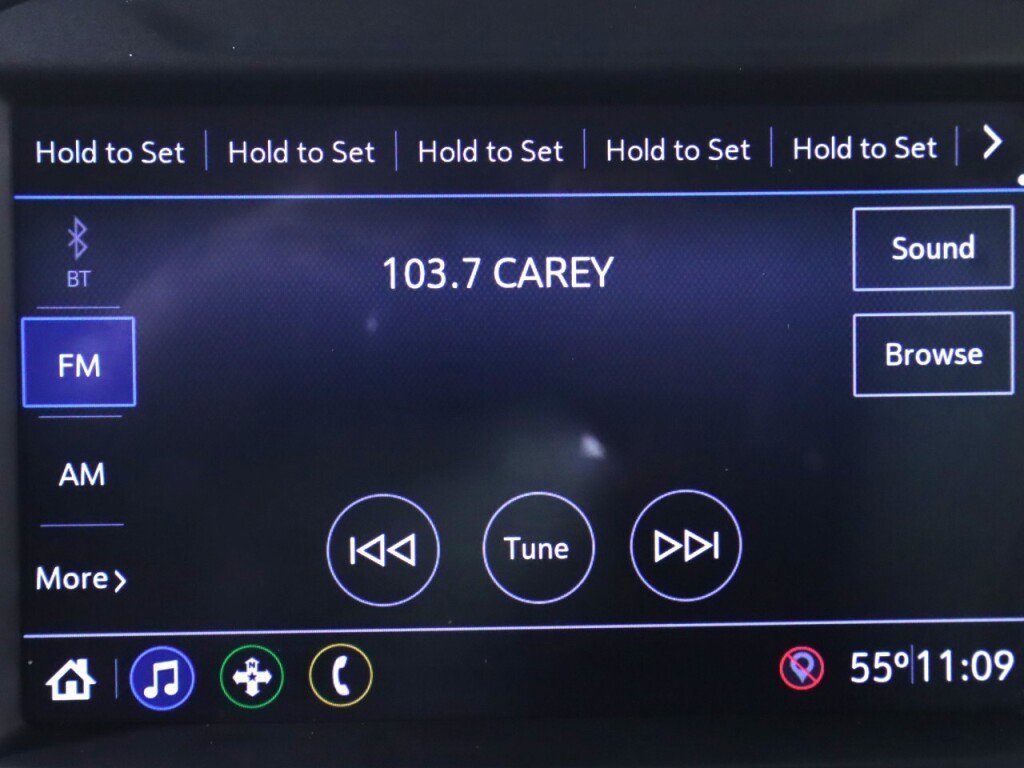 Hold to Set Hold to Set Hold to Set Hold to Set Hold to Set
BT
103.7 CAREY
Sound
FM
Browse
AM
Tune
More
N
55° 11:09